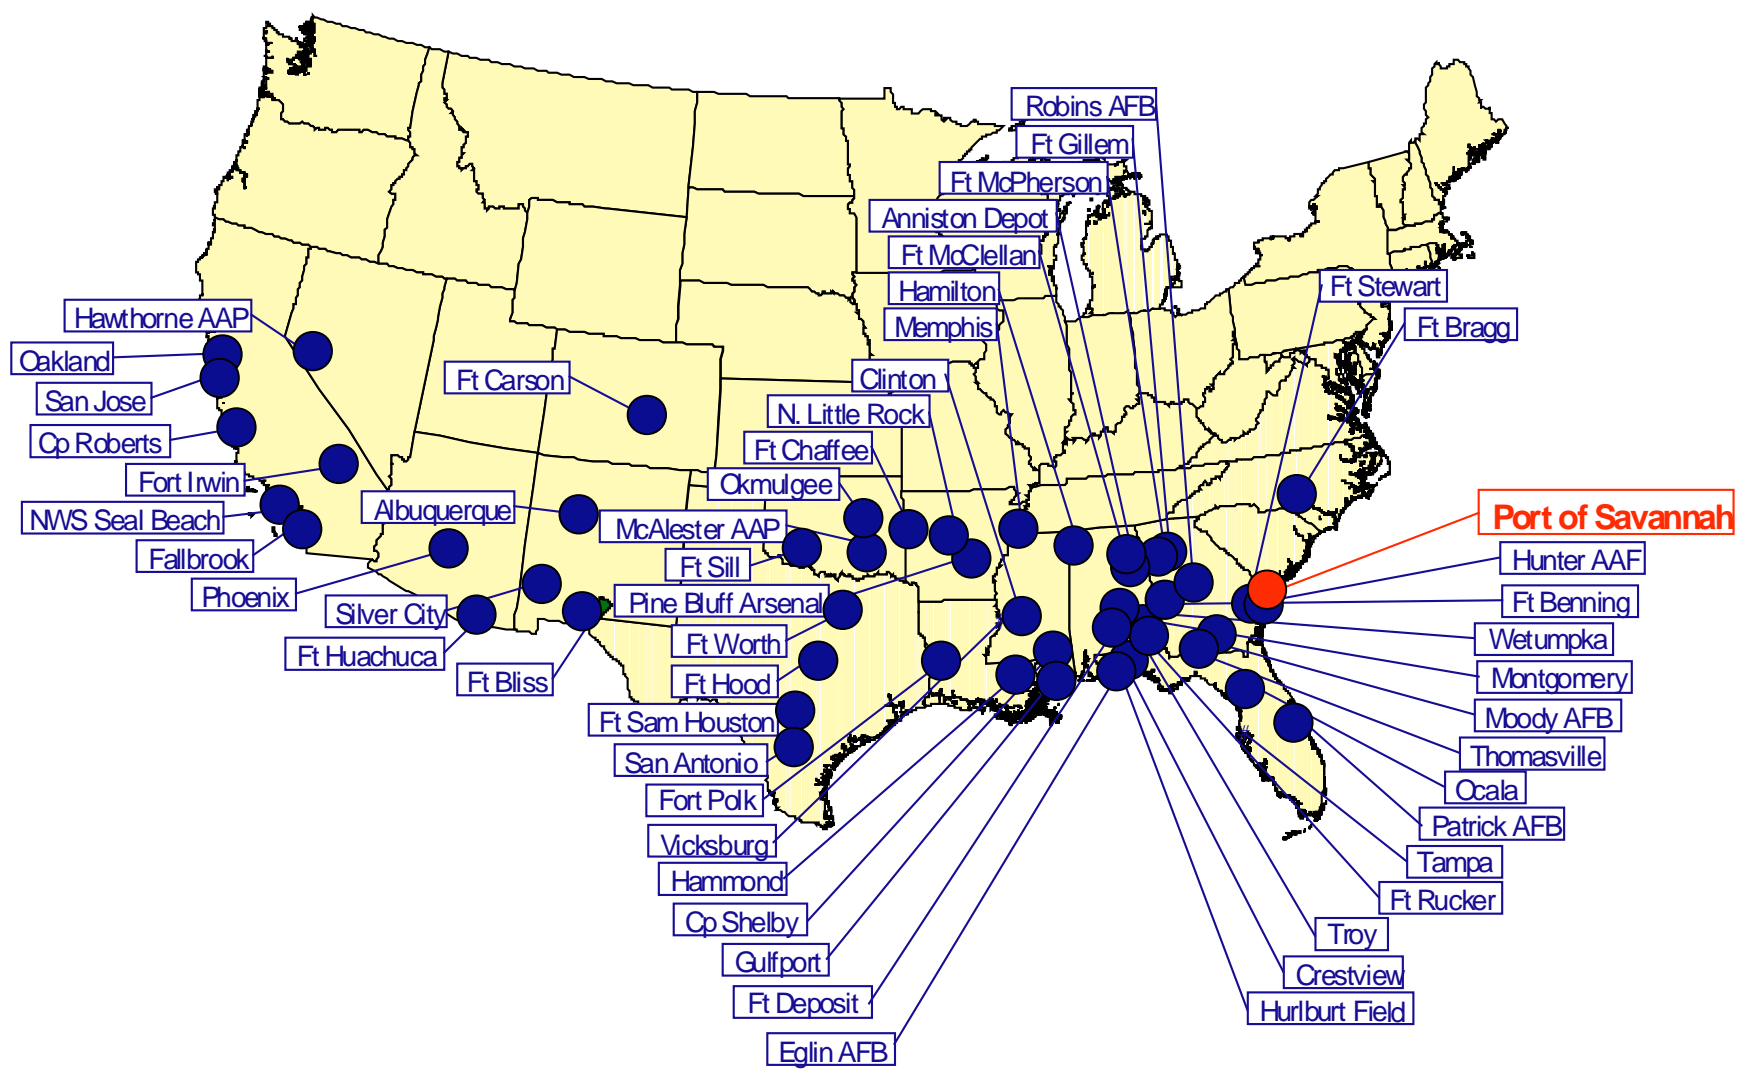 Robins AFB
Ft Gillem
Ft McPherson
Anniston Depot
Ft McClellan
Hamilton
Memphis
Clinton
N. Little Rock
Ft Chaffee
Okmulgee
McAlester AAP
Ft Sill
Pine Bluff Arsenal
Ft Worth
Ft Hood
Ft Sam Houston
San Antonio
Fort Polk
Vicksburg
Hammond
Cp Shelby
Gulfport
Ft Deposit
Eglin AFB
Hawthorne AAP
Oakland
San Jose
Cp Roberts
Fort Irwin
NWS Seal Beach
Fallbrook
Phoenix
Albuquerque
Silver City
Ft Huachuca
Ft Bliss
Ft Carson
Ft Stewart
Ft Bragg
Port of Savannah
Hunter AAF
Ft Benning
Wetumpka
Montgomery
Moody AFB
Thomasville
Ocala
Patrick AFB
Tampa
Ft Rucker
Troy
Crestview
Hurlburt Field